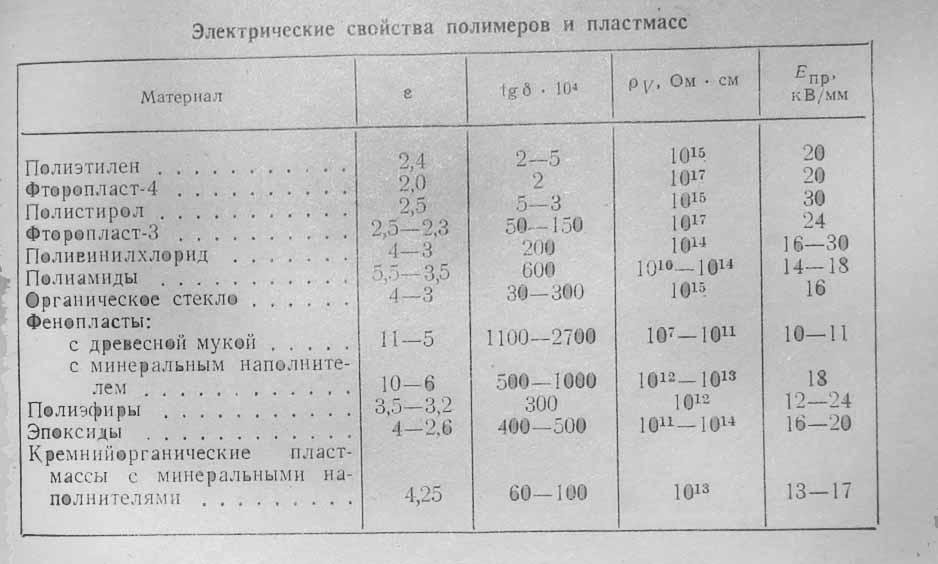 Электрические свойства полимеров и пластмасс
Материал ε tg δ · 10⁴ ρV, Ом · см Eпр, кВ/мм
Полиэтилен . . . . . . . . . . . 2,4 2—5 10¹⁵ 20
Фторопласт-4 . . . . . . . . . . 2,0 2 10¹⁷ 20
Полистирол . . . . . . . . . . . 2,5 5—3 10¹⁵ 30
Фторопласт-3 . . . . . . . . . . 2,5—2,3 50—150 10¹⁷ 24
Поливинилхлорид . . . . . . . . 4—3 200 10¹⁴ 16—30
Полиамиды . . . . . . . . . . . 5,5—3,5 600 10¹⁰—10¹⁴ 14—18
Органическое стекло . . . . . . 4—3 30—300 10¹⁵ 16
Фенопласты:
с древесной мукой . . . . . 11—5 1100—2700 10⁷—10¹¹ 10—11
с минеральным наполните-
лем . . . . . . . . . . . . 10—6 500—1000 10¹²—10¹³ 18
Полиэфиры . . . . . . . . . . . 3,5—3,2 300 10¹² 12—24
Эпоксиды . . . . . . . . . . . . 4—2,6 400—500 10¹¹—10¹⁴ 16—20
Кремнийорганические пласт-
массы с минеральными на-
полнителями . . . . . . . . . 4,25 60—100 10¹³ 13—17